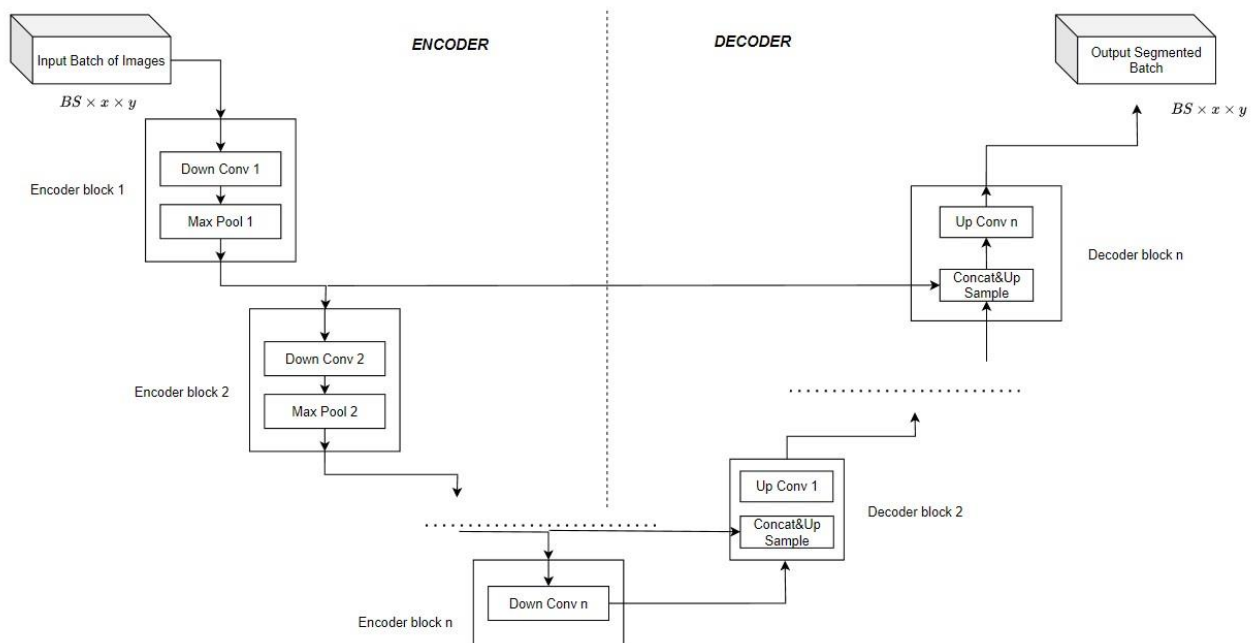 ENCODER
DECODER
Input Batch of Images
BS × x × y
Output Segmented
Batch
BS × x × y
Down Conv 1
Encoder block 1
Max Pool 1
Up Conv n
Decoder block n
Concat&Up
Sample
Down Conv 2
Encoder block 2
Max Pool 2
Up Conv 1
Decoder block 2
Concat&Up
Sample
Down Conv n
Encoder block n